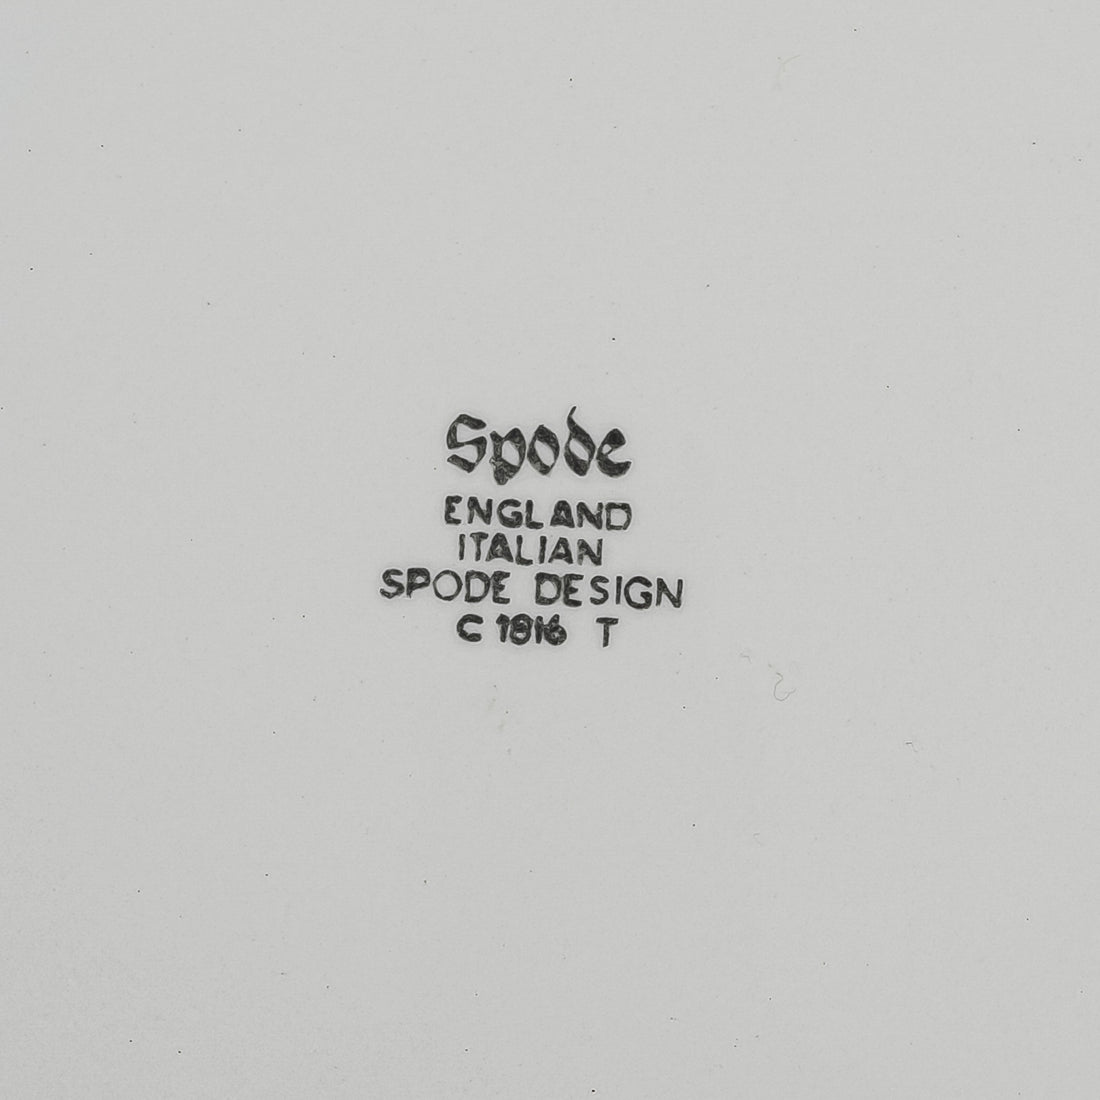 Spode
ENGLAND
ITALIAN
SPODE DESIGN
C 1816 T